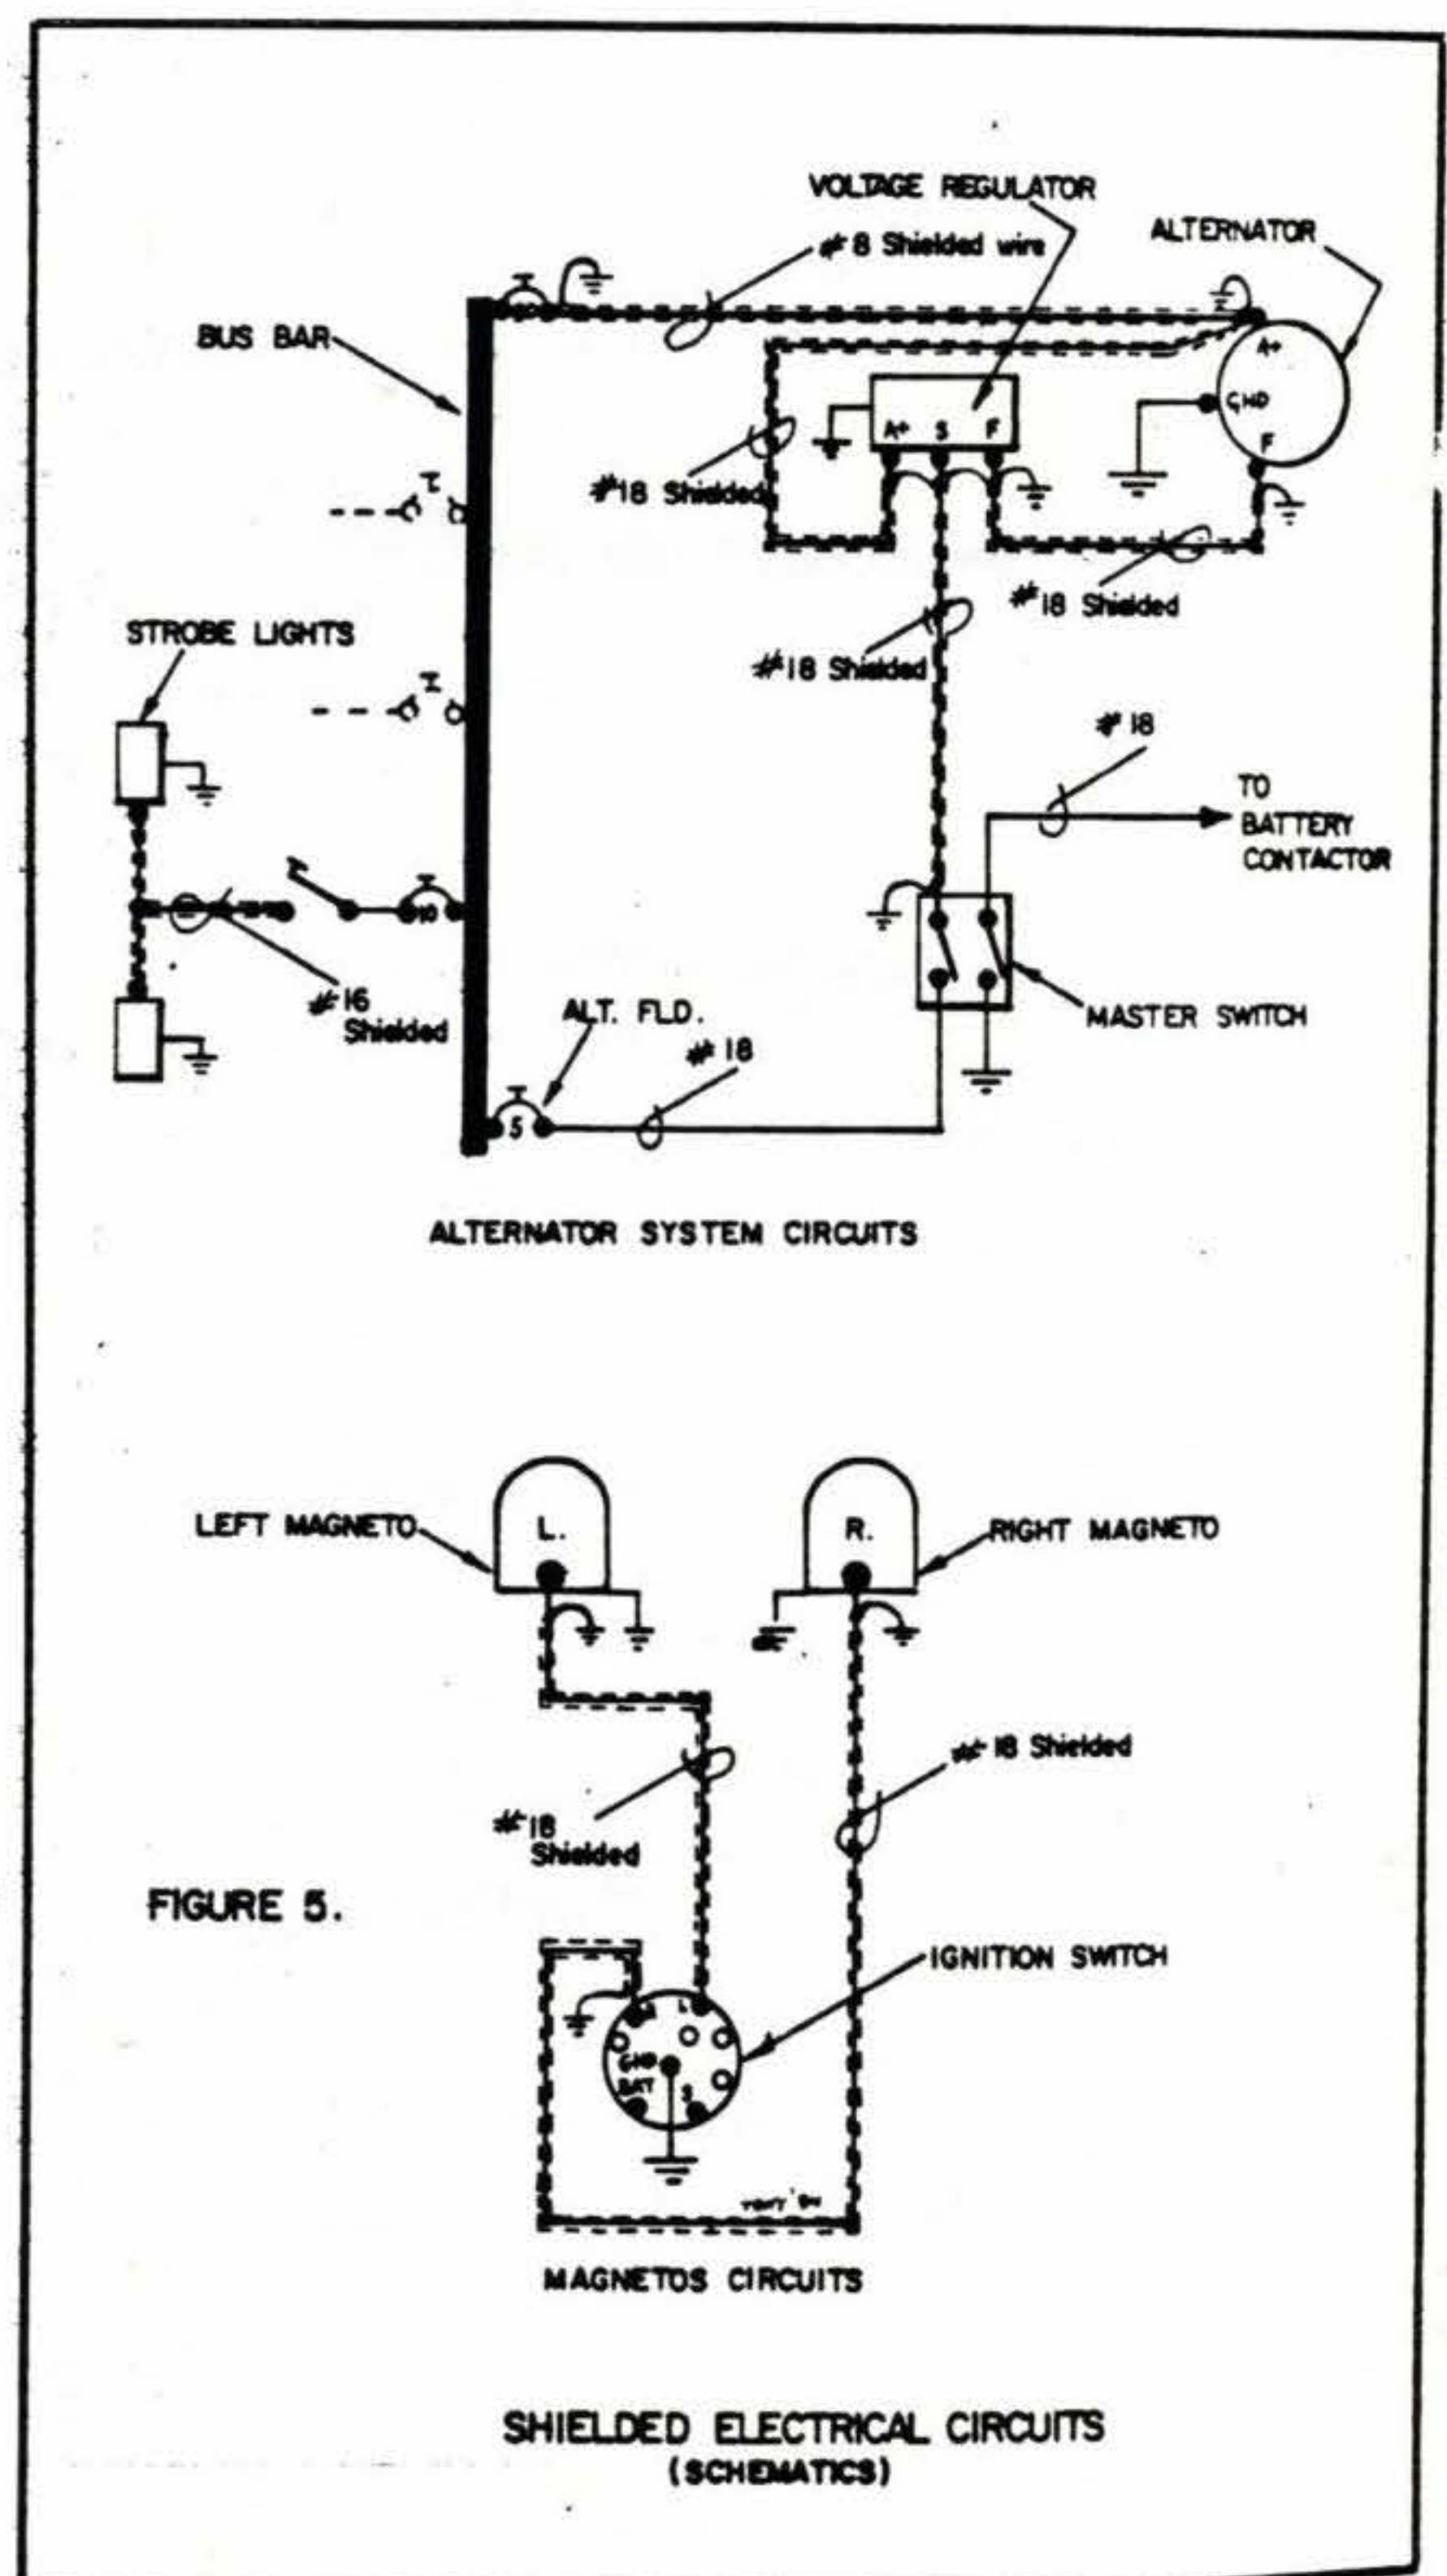 VOLTAGE REGULATOR
# 8 Shielded wire
ALTERNATOR
BUS BAR
A+
GND
F
A+ S F
#18 Shielded
#18 Shielded
#18 Shielded
STROBE LIGHTS
# 18
TO
BATTERY
CONTACTOR
10
#16
Shielded
ALT. FLD.
# 18
MASTER SWITCH
5
ALTERNATOR SYSTEM CIRCUITS
LEFT MAGNETO
L.
R.
RIGHT MAGNETO
# 18 Shielded
#18
Shielded
FIGURE 5.
IGNITION SWITCH
L
GND
BAT
S
MAGNETOS CIRCUITS
SHIELDED ELECTRICAL CIRCUITS
(SCHEMATICS)